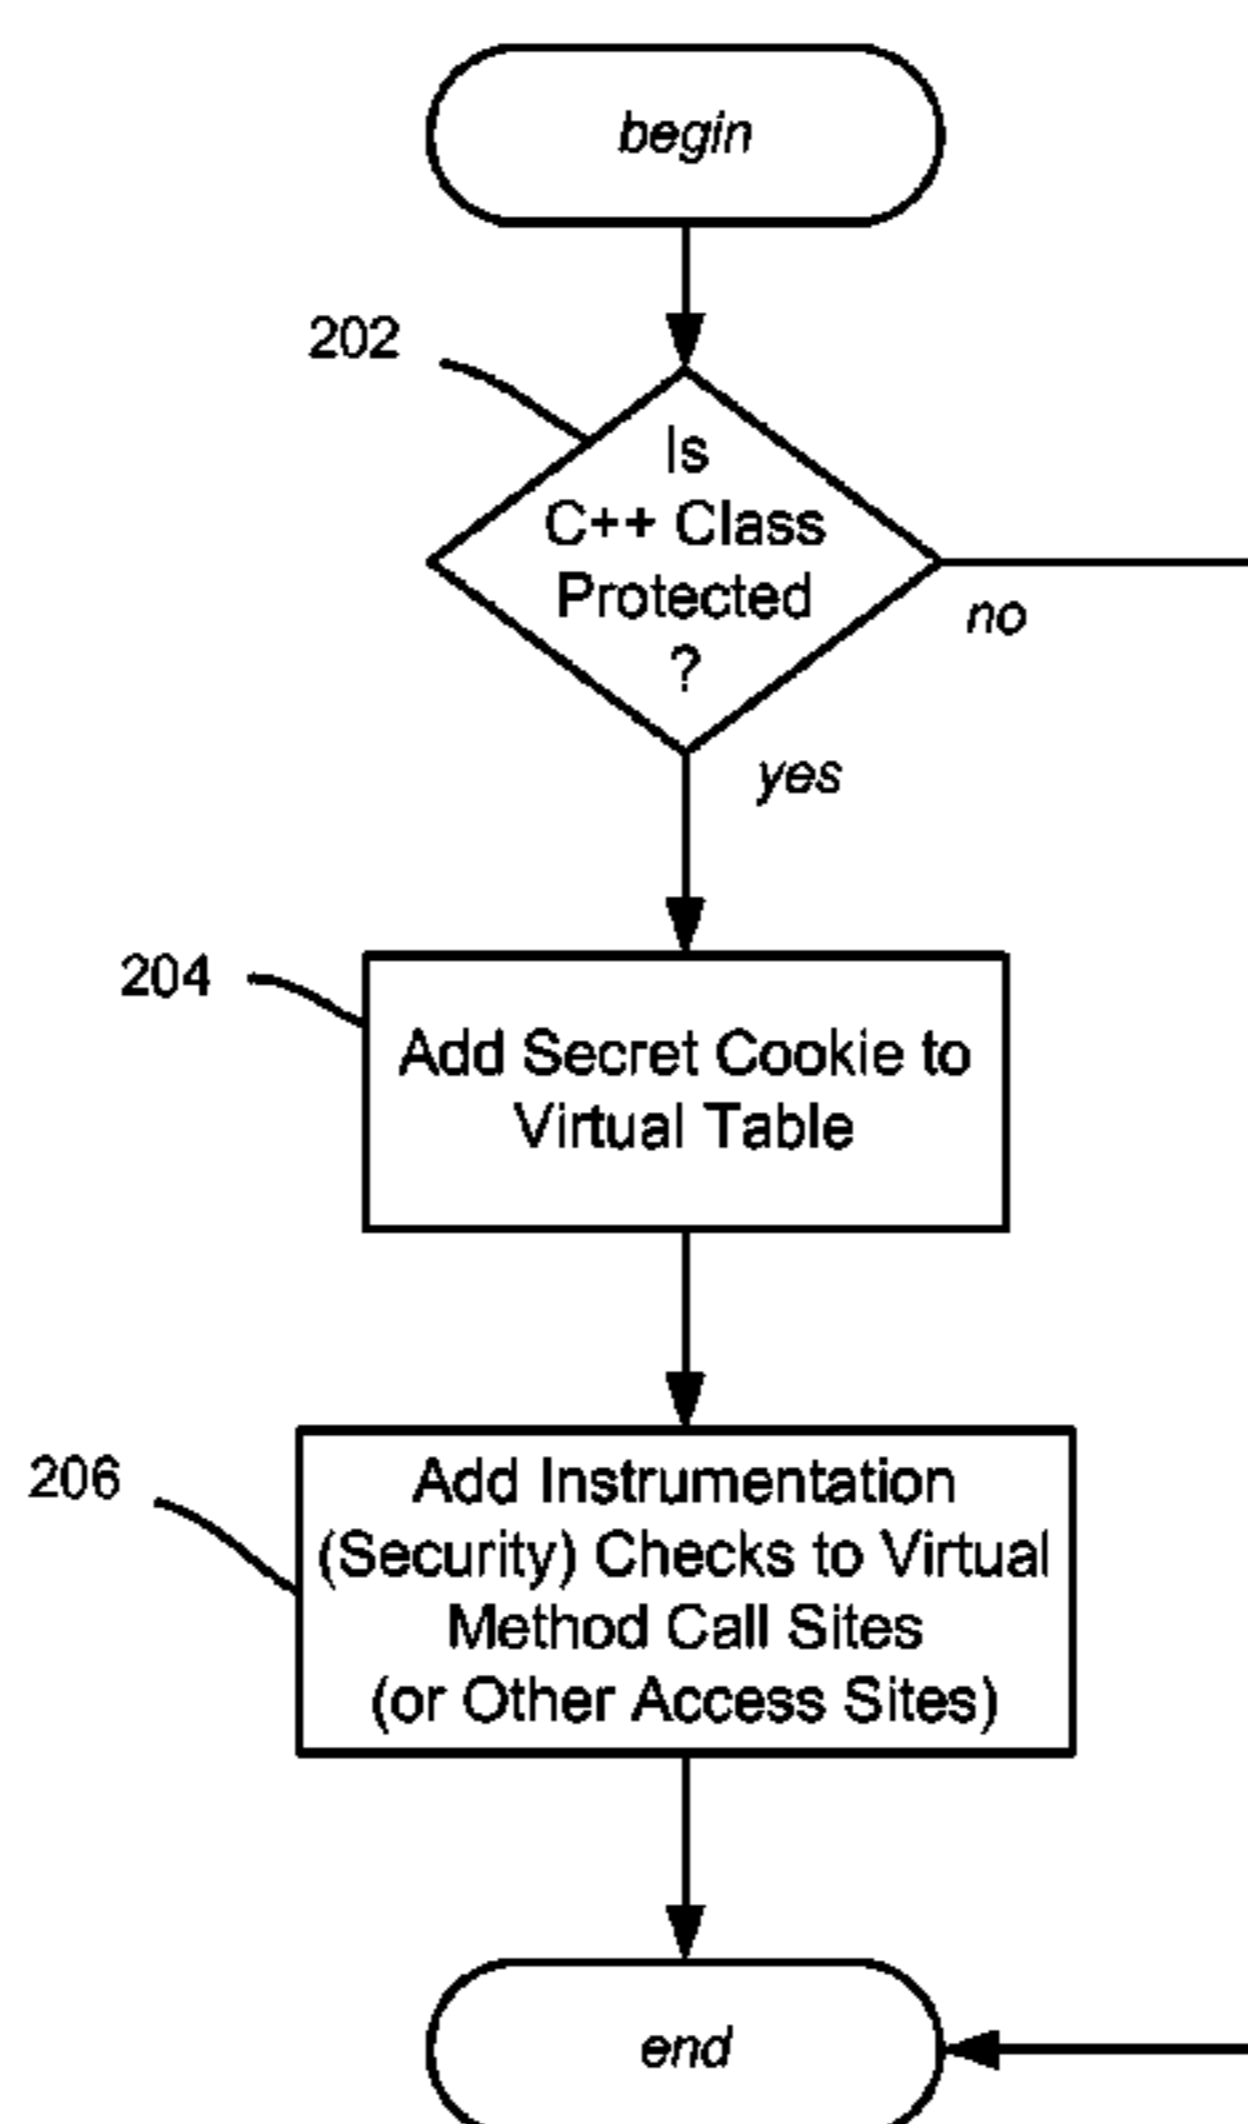 begin
202
Is
C++ Class
Protected
?
no
yes
204
Add Secret Cookie to
Virtual Table
206
Add Instrumentation
(Security) Checks to Virtual
Method Call Sites
(or Other Access Sites)
end